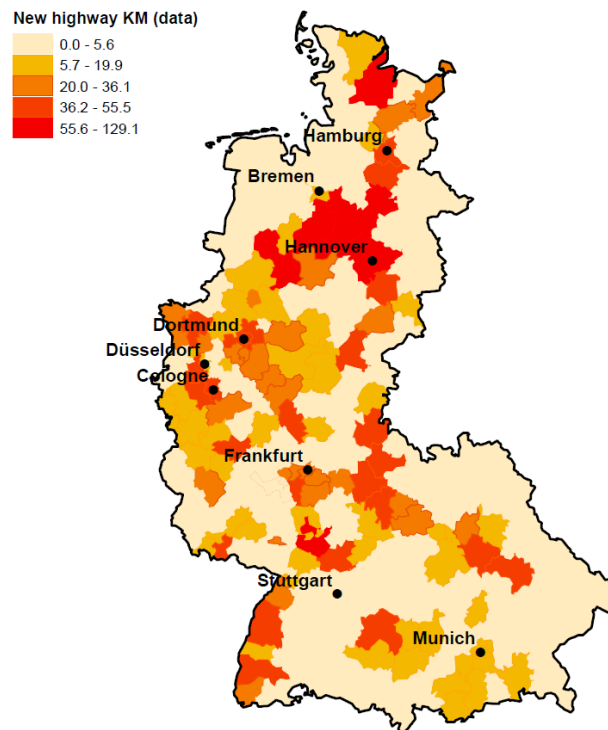 New highway KM (data)
0.0 - 5.6
5.7 - 19.9
20.0 - 36.1
36.2 - 55.5
55.6 - 129.1
Hamburg
Bremen
Hannover
Dortmund
Düsseldorf
Cologne
Frankfurt
Stuttgart
Munich